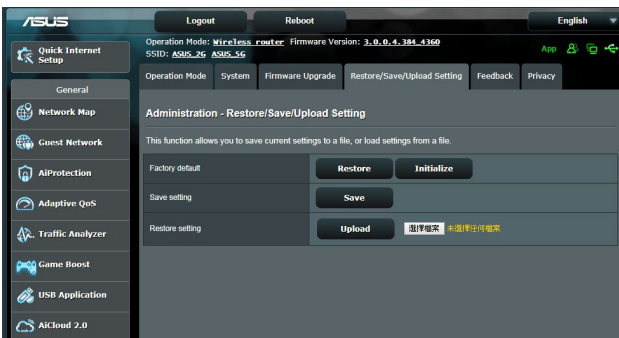 ASUS
Logout
Reboot
English
Quick Internet
Setup
Operation Mode: Wireless router Firmware Version: 3.0.0.4.384_4360
SSID: ASUS_2G ASUS_5G
App
Operation Mode
System
Firmware Upgrade
Restore/Save/Upload Setting
Feedback
Privacy
General
Network Map
Guest Network
AiProtection
Adaptive QoS
Traffic Analyzer
Game Boost
USB Application
AiCloud 2.0
Administration - Restore/Save/Upload Setting
This function allows you to save current settings to a file, or load settings from a file.
Factory default
Restore
Initialize
Save setting
Save
Restore setting
Upload
選擇檔案 未選擇任何檔案